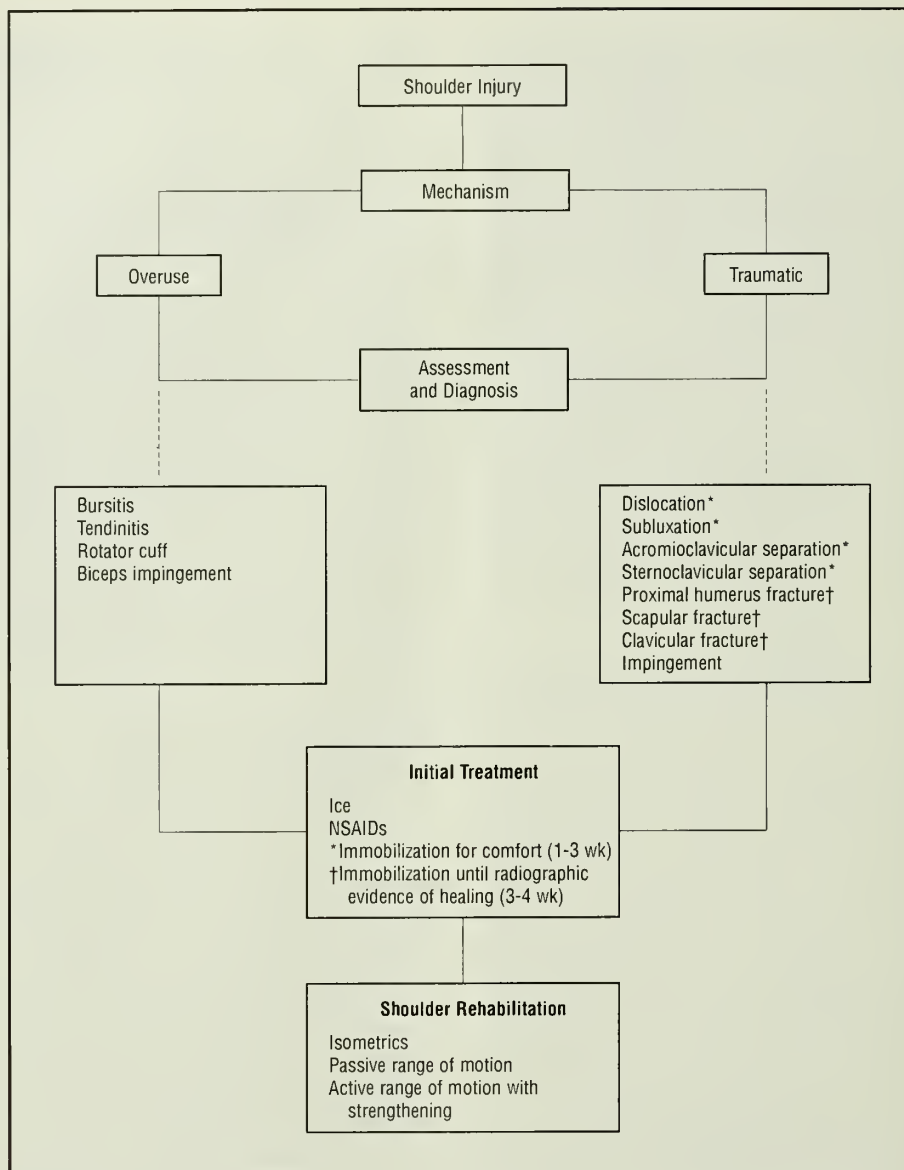 Shoulder Injury
Mechanism
Overuse
Traumatic
Assessment
and Diagnosis
Bursitis
Tendinitis
Rotator cuff
Biceps impingement
Dislocation*
Subluxation*
Acromioclavicular separation*
Sternoclavicular separation*
Proximal humerus fracture†
Scapular fracture†
Clavicular fracture†
Impingement
Initial Treatment
Ice
NSAIDs
*Immobilization for comfort (1-3 wk)
†Immobilization until radiographic
evidence of healing (3-4 wk)
Shoulder Rehabilitation
Isometrics
Passive range of motion
Active range of motion with
strengthening